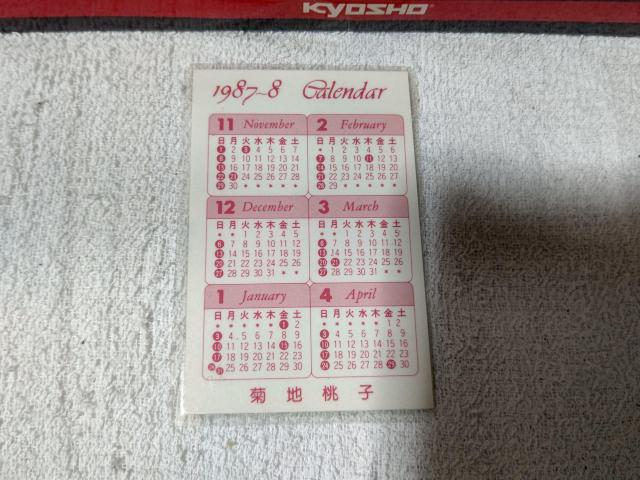 KYOSHO
1987~8 Calendar
11 November
日 月 火 水 木 金 土
1 2 3 4 5 6 7
8 9 10 11 12 13 14
15 16 17 18 19 20 21
22 23 24 25 26 27 28
29 30
12 December
日 月 火 水 木 金 土
1 2 3 4 5
6 7 8 9 10 11 12
13 14 15 16 17 18 19
20 21 22 23 24 25 26
27 28 29 30 31
1 January
日 月 火 水 木 金 土
1 2
3 4 5 6 7 8 9
10 11 12 13 14 15 16
17 18 19 20 21 22 23
24 31 25 26 27 28 29 30
2 February
日 月 火 水 木 金 土
1 2 3 4 5 6
7 8 9 10 11 12 13
14 15 16 17 18 19 20
21 22 23 24 25 26 27
28 29
3 March
日 月 火 水 木 金 土
1 2 3 4 5
6 7 8 9 10 11 12
13 14 15 16 17 18 19
20 21 22 23 24 25 26
27 28 29 30 31
4 April
日 月 火 水 木 金 土
1 2
3 4 5 6 7 8 9
10 11 12 13 14 15 16
17 18 19 20 21 22 23
24 25 26 27 28 29 30
菊地桃子